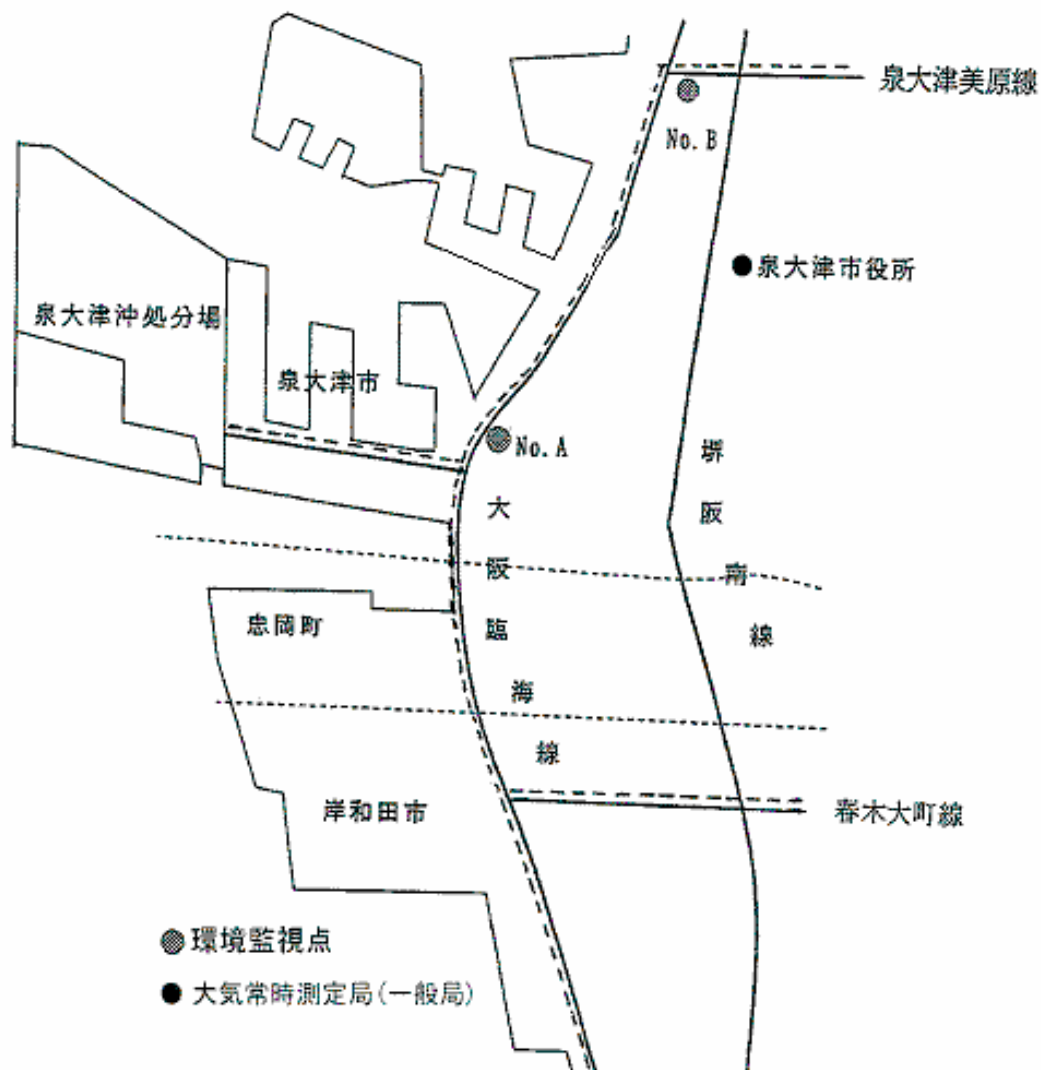 泉大津美原線
No. B
泉大津市役所
泉大津沖処分場
泉大津市
No. A
大阪臨海線
堺阪南線
忠岡町
岸和田市
春木大町線
環境監視点
大気常時測定局(一般局)